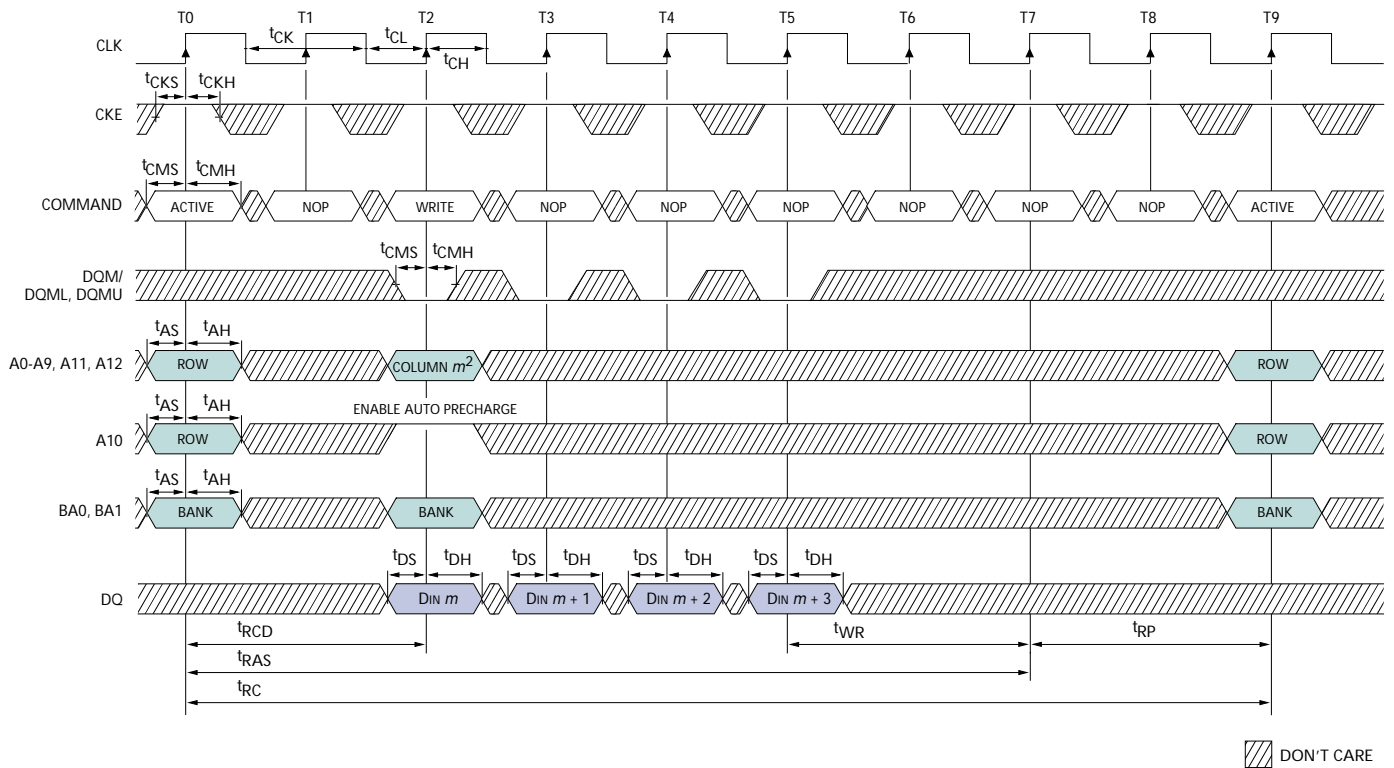 T0 T1 T2 T3 T4 T5 T6 T7 T8 T9
CLK
tCK tCL
tCH
tCKS tCKH
CKE
tCMS tCMH
COMMAND ACTIVE NOP WRITE NOP NOP NOP NOP NOP NOP ACTIVE
tCMS tCMH
DQM/
DQML, DQMU
tAS tAH
A0-A9, A11, A12 ROW COLUMN m2 ROW
tAS tAH ENABLE AUTO PRECHARGE
A10 ROW ROW
tAS tAH
BA0, BA1 BANK BANK BANK
tDS tDH tDS tDH tDS tDH tDS tDH
DQ DIN m DIN m + 1 DIN m + 2 DIN m + 3
tRCD tWR tRP
tRAS
tRC
DON'T CARE